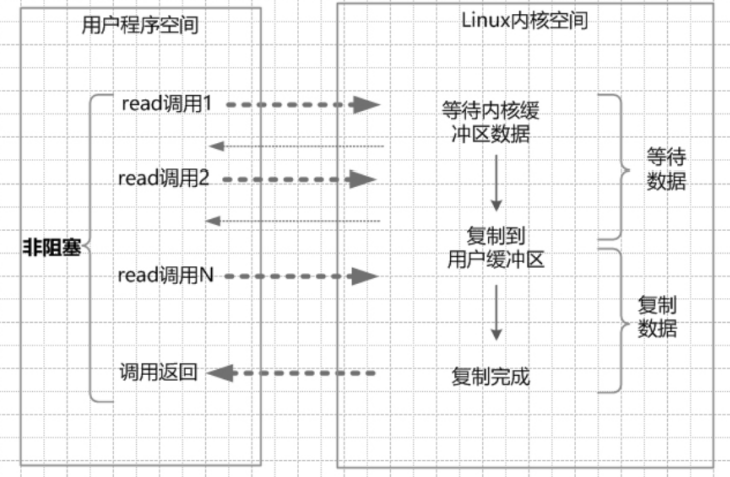 用户程序空间
Linux内核空间
read调用1
等待内核缓
冲区数据
等待
数据
read调用2
非阻塞
复制到
用户缓冲区
read调用N
复制
数据
调用返回
复制完成